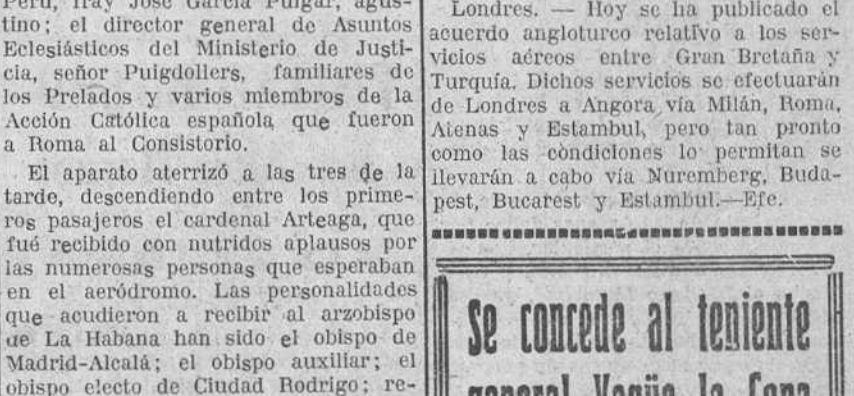 Perú, fray José García Pulgar, agus-
tino; el director general de Asuntos
Eclesiásticos del Ministerio de Justi-
cia, señor Puigdollers, familiares de
los Prelados y varios miembros de la
Acción Católica española que fueron
a Roma al Consistorio.
El aparato aterrizó a las tres de la
tarde, descendiendo entre los prime-
ros pasajeros el cardenal Arteaga, que
fué recibido con nutridos aplausos por
las numerosas personas que esperaban
en el aeródromo. Las personalidades
que acudieron a recibir al arzobispo
de La Habana han sido el obispo de
Madrid-Alcalá; el obispo auxiliar; el
obispo electo de Ciudad Rodrigo; re-
Londres. — Hoy se ha publicado el
acuerdo angloturco relativo a los ser-
vicios aéreos entre Gran Bretaña y
Turquía. Dichos servicios se efectuarán
de Londres a Angora vía Milán, Roma,
Atenas y Estambul, pero tan pronto
como las condiciones lo permitan se
llevarán a cabo vía Nuremberg, Buda-
pest, Bucarest y Estambul.—Efe.
Se concede al teniente
general Yagüe la